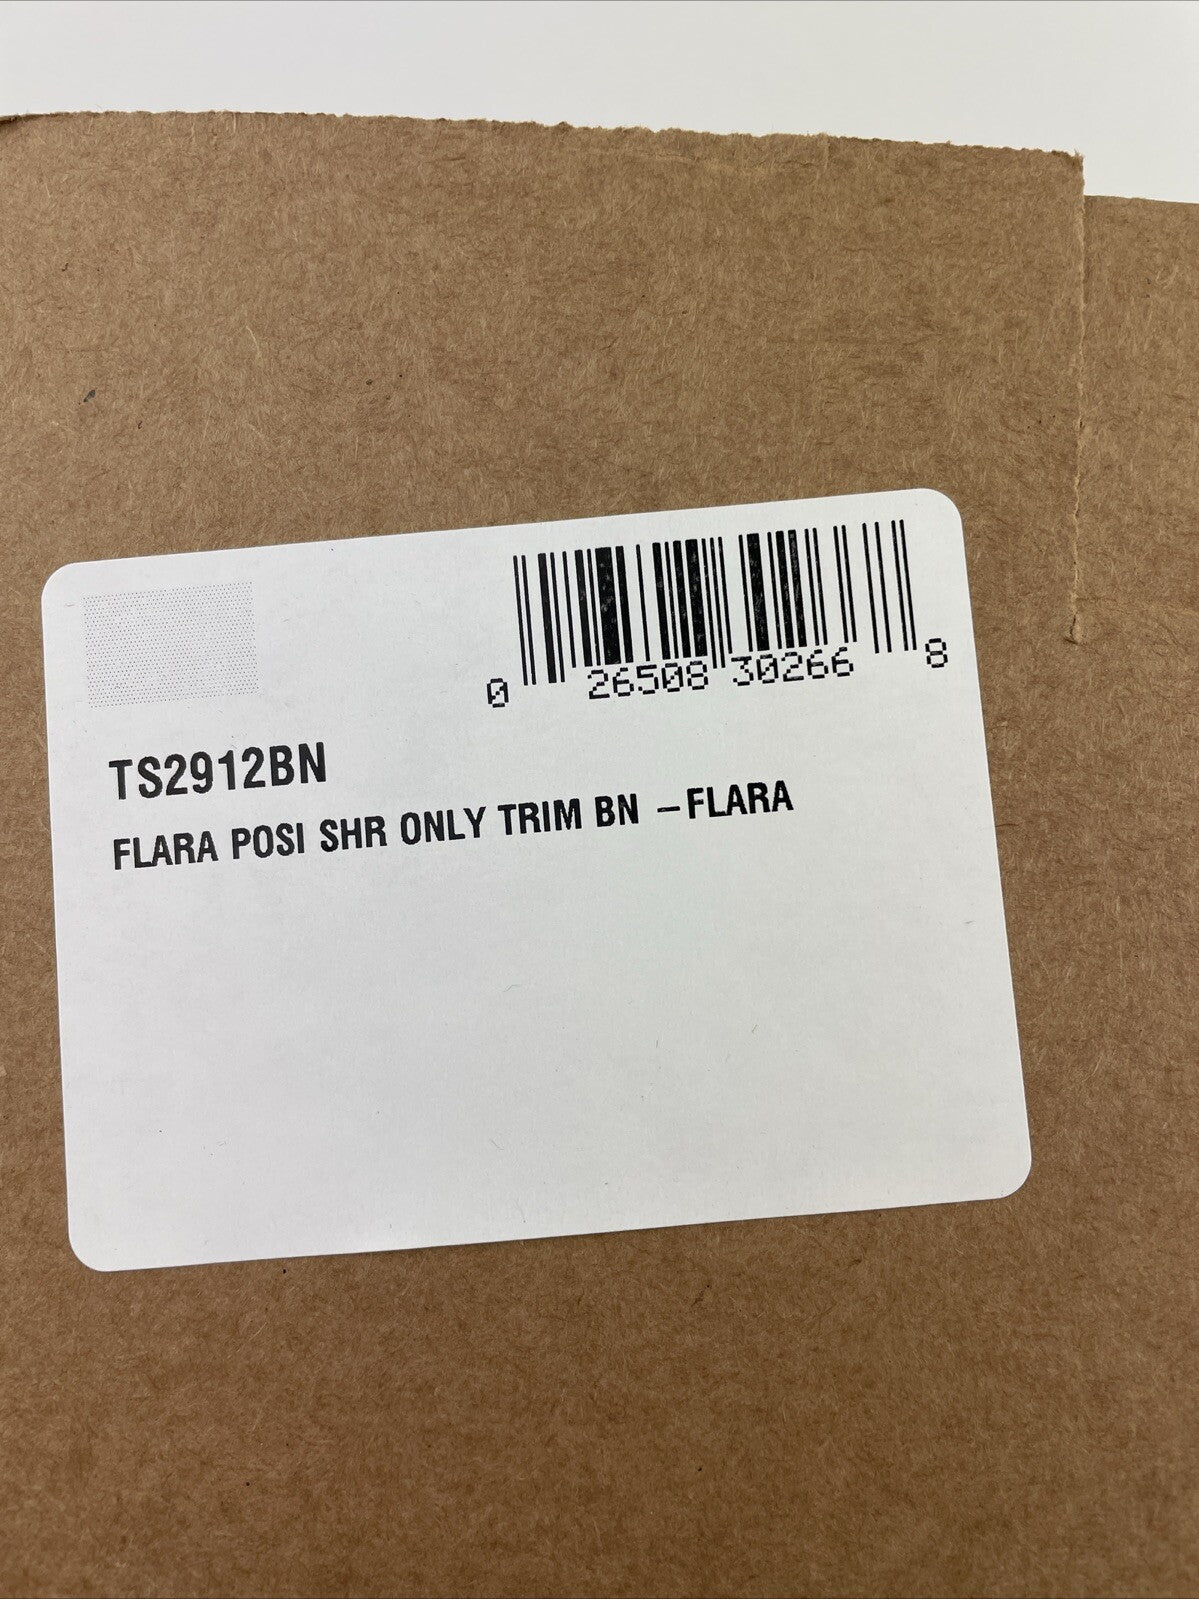 0 26508 30266 8
TS2912BN
FLARA POSI SHR ONLY TRIM BN –FLARA